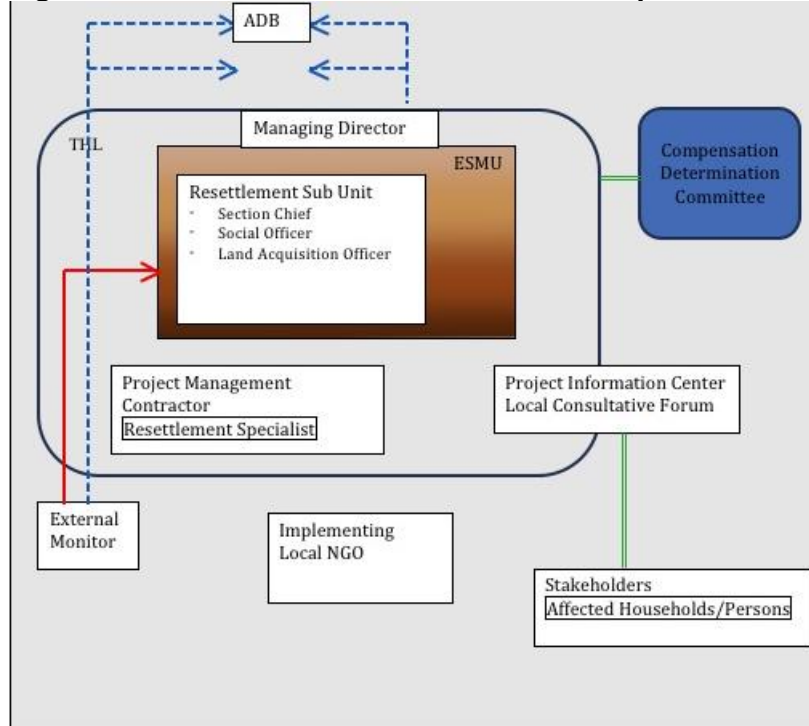 ADB
Managing Director
THL
ESMU
Resettlement Sub Unit
- Section Chief
- Social Officer
- Land Acquisition Officer
Compensation
Determination
Committee
Project Management
Contractor
Resettlement Specialist
Project Information Center
Local Consultative Forum
External
Monitor
Implementing
Local NGO
Stakeholders
Affected Households/Persons